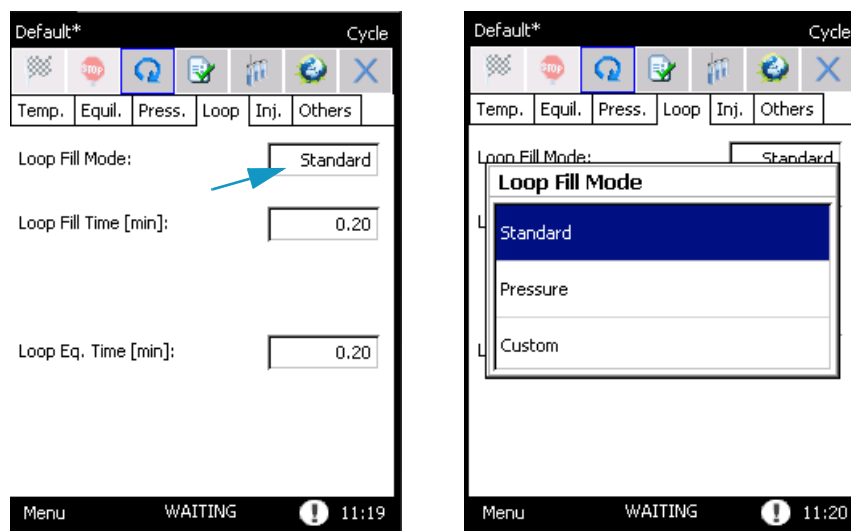 Default* Cycle
STOP
Temp. Equil. Press. Loop Inj. Others
Loop Fill Mode: Standard
Loop Fill Time [min]: 0.20
Loop Eq. Time [min]: 0.20
Menu WAITING 11:19
Default* Cycle
STOP
Temp. Equil. Press. Loop Inj. Others
Loop Fill Mode: Standard
Loop Fill Mode
L
Standard
Pressure
L Custom
Menu WAITING 11:20